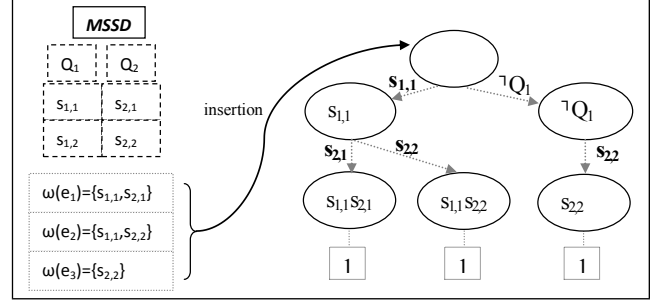 MSSD
Q1 Q2
s1,1 s2,1
s1,2 s2,2
ω(e1)={s1,1,s2,1}
ω(e2)={s1,1,s2,2}
ω(e3)={s2,2}
insertion
s1,1 ¬Q1
s1,1 ¬Q1
s2,1 s2,2 s2,2
s1,1s2,1 s1,1s2,2 s2,2
1 1 1